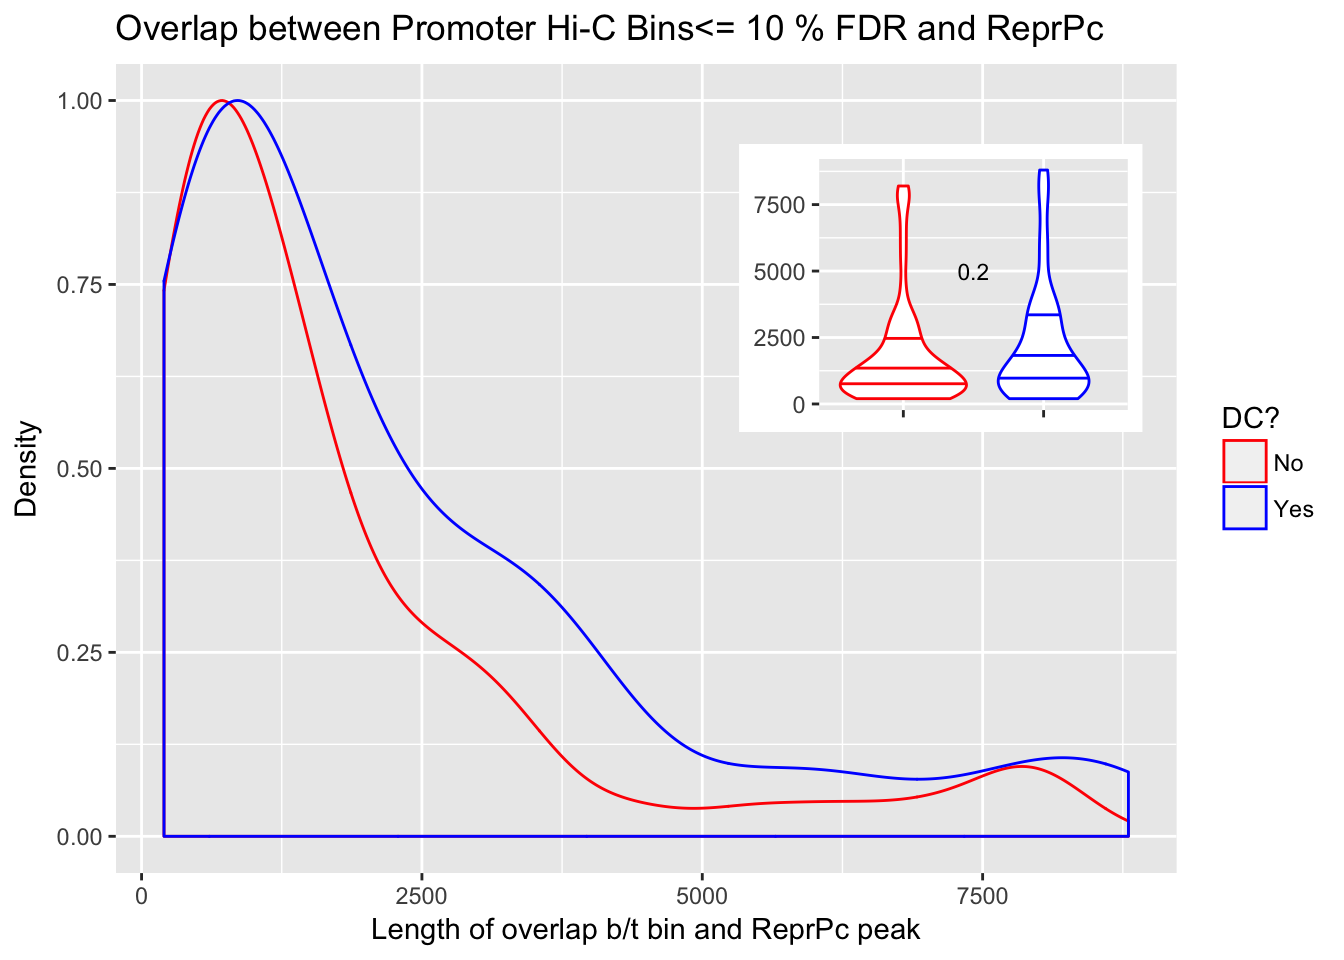 Overlap between Promoter Hi-C Bins<= 10 % FDR and ReprPc
1.00
0.75
0.50
0.25
0.00
Density
7500
5000
2500
0
0.2
DC?
No
Yes
0
2500
5000
7500
Length of overlap b/t bin and ReprPc peak